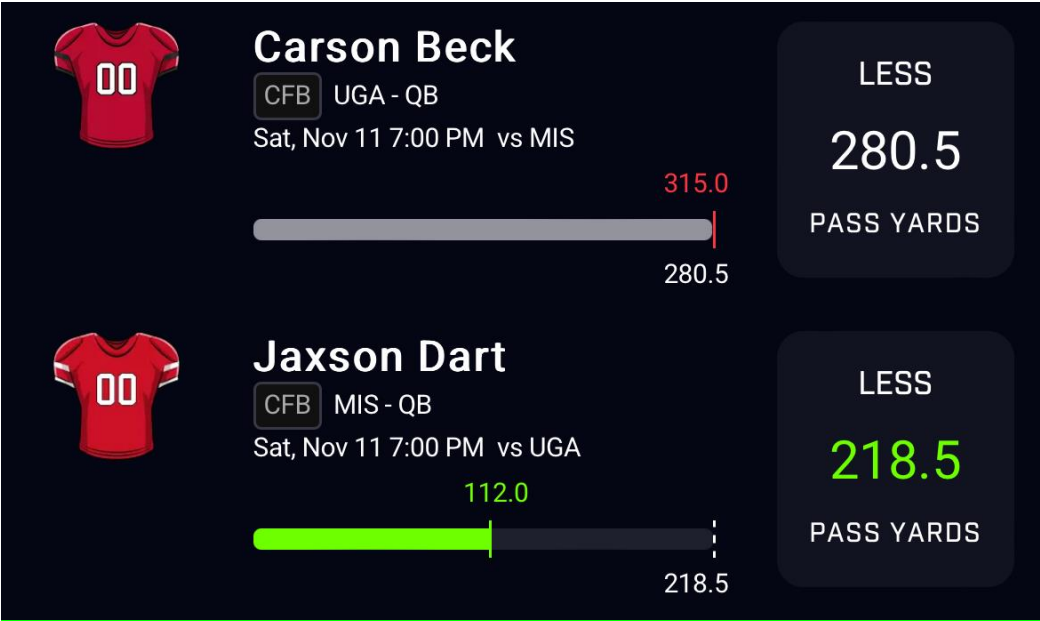 00
Carson Beck
CFB UGA - QB
Sat, Nov 11 7:00 PM vs MIS
315.0
280.5
LESS
280.5
PASS YARDS
00
Jaxson Dart
CFB MIS - QB
Sat, Nov 11 7:00 PM vs UGA
112.0
218.5
LESS
218.5
PASS YARDS